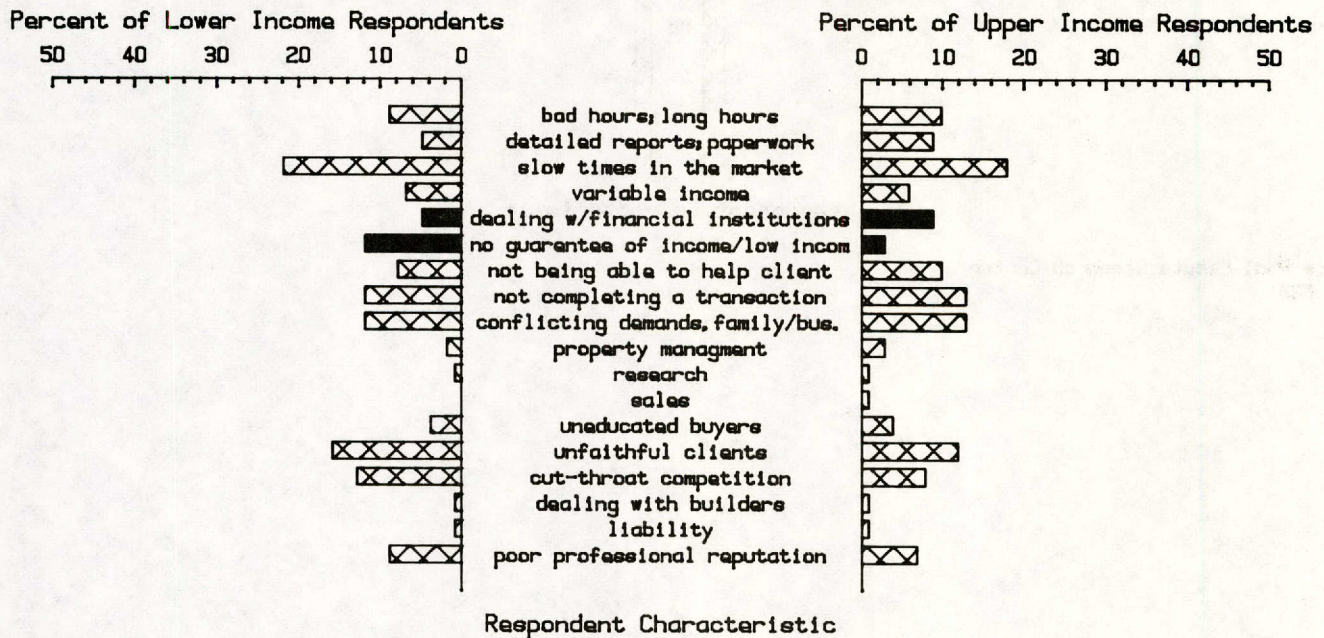 Percent of Lower Income Respondents
Percent of Upper Income Respondents
50 40 30 20 10 0
0 10 20 30 40 50
bad hours; long hours
detailed reports; paperwork
slow times in the market
variable income
dealing w/financial institutions
no guarentee of income/low incom
not being able to help client
not completing a transaction
conflicting demands, family/bus.
property managment
research
sales
uneducated buyers
unfaithful clients
cut-throat competition
dealing with builders
liability
poor professional reputation
Respondent Characteristic